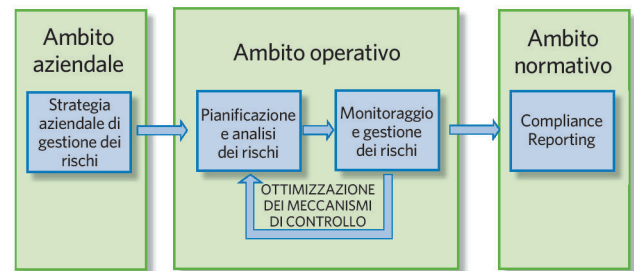 Ambito
aziendale
Strategia
aziendale di
gestione dei
rischi
Ambito operativo
Pianificazione
e analisi
dei rischi
Monitoraggio
e gestione
dei rischi
OTTIMIZZAZIONE
DEI MECCANISMI
DI CONTROLLO
Ambito
normativo
Compliance
Reporting